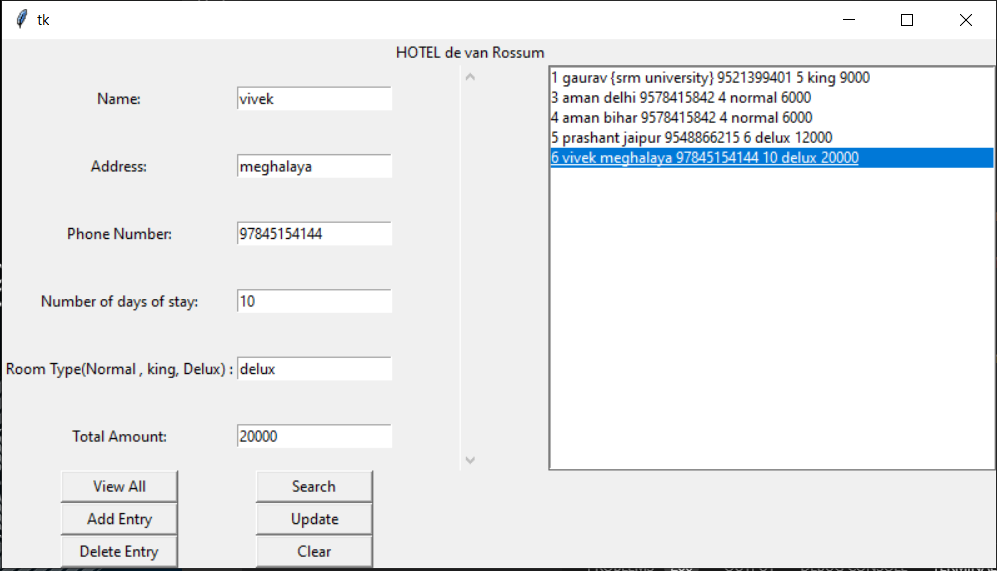 tk
HOTEL de van Rossum
Name:
vivek
Address:
meghalaya
Phone Number:
97845154144
Number of days of stay:
10
Room Type(Normal , king, Delux) :
delux
Total Amount:
20000
View All
Search
Add Entry
Update
Delete Entry
Clear
1 gaurav {srm university} 9521399401 5 king 9000
3 aman delhi 9578415842 4 normal 6000
4 aman bihar 9578415842 4 normal 6000
5 prashant jaipur 9548866215 6 delux 12000
6 vivek meghalaya 97845154144 10 delux 20000